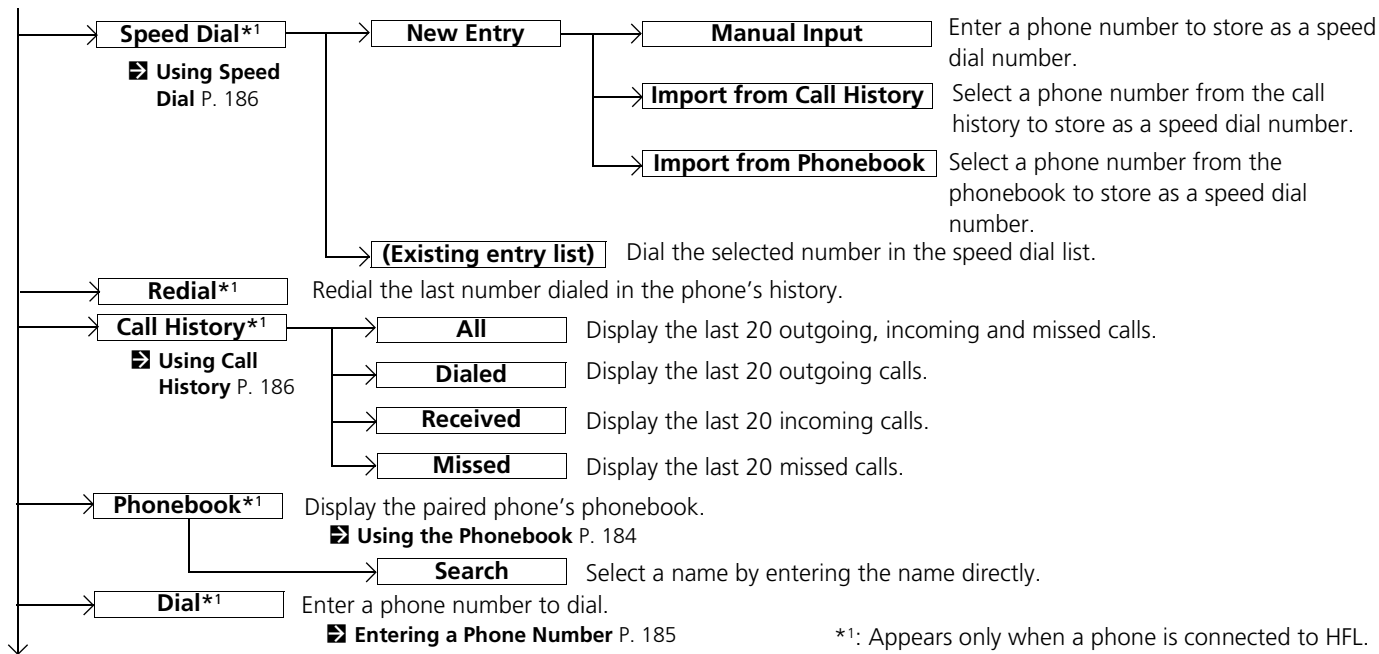 Speed Dial*1
Using Speed
Dial P. 186
New Entry
Manual Input
Enter a phone number to store as a speed
dial number.
Import from Call History
Select a phone number from the call
history to store as a speed dial number.
Import from Phonebook
Select a phone number from the
phonebook to store as a speed dial
number.
(Existing entry list)
Dial the selected number in the speed dial list.
Redial*1
Redial the last number dialed in the phone’s history.
Call History*1
Using Call
History P. 186
All
Display the last 20 outgoing, incoming and missed calls.
Dialed
Display the last 20 outgoing calls.
Received
Display the last 20 incoming calls.
Missed
Display the last 20 missed calls.
Phonebook*1
Display the paired phone’s phonebook.
Using the Phonebook P. 184
Search
Select a name by entering the name directly.
Dial*1
Enter a phone number to dial.
Entering a Phone Number P. 185
*1: Appears only when a phone is connected to HFL.